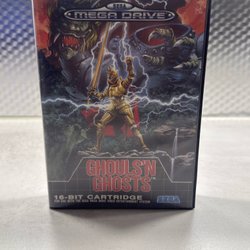 SEGA
MEGA DRIVE
GHOULS'N
GHOSTS
16-BIT CARTRIDGE
SEGA